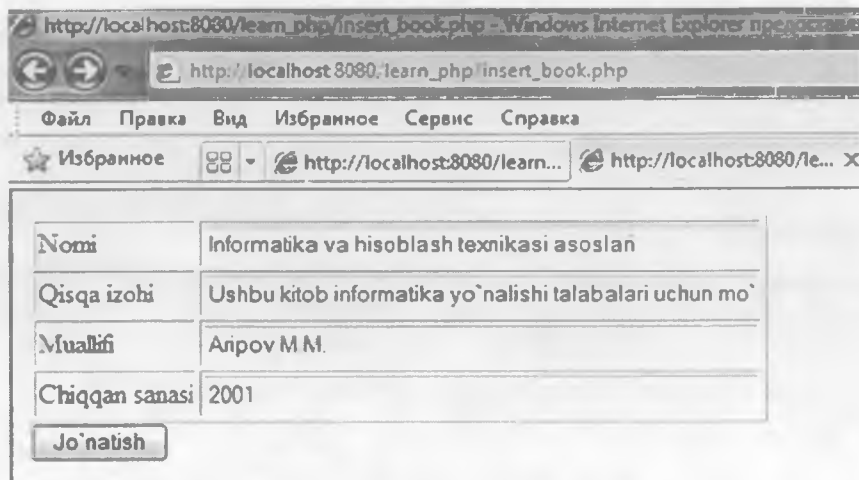 http://localhost:8080/learn_php/insert_book.php - Windows Internet Explorer
http://localhost:8080/learn_php/insert_book.php
Файл Правка Вид Избранное Сервис Справка
Избранное http://localhost:8080/learn... http://localhost:8080/le... X
Nomi Informatika va hisoblash texnikasi asoslari
Qisqa izohi Ushbu kitob informatika yo`nalishi talabalari uchun mo`
Muallifi Aripov M.M.
Chiqqan sanasi 2001
Jo`natish